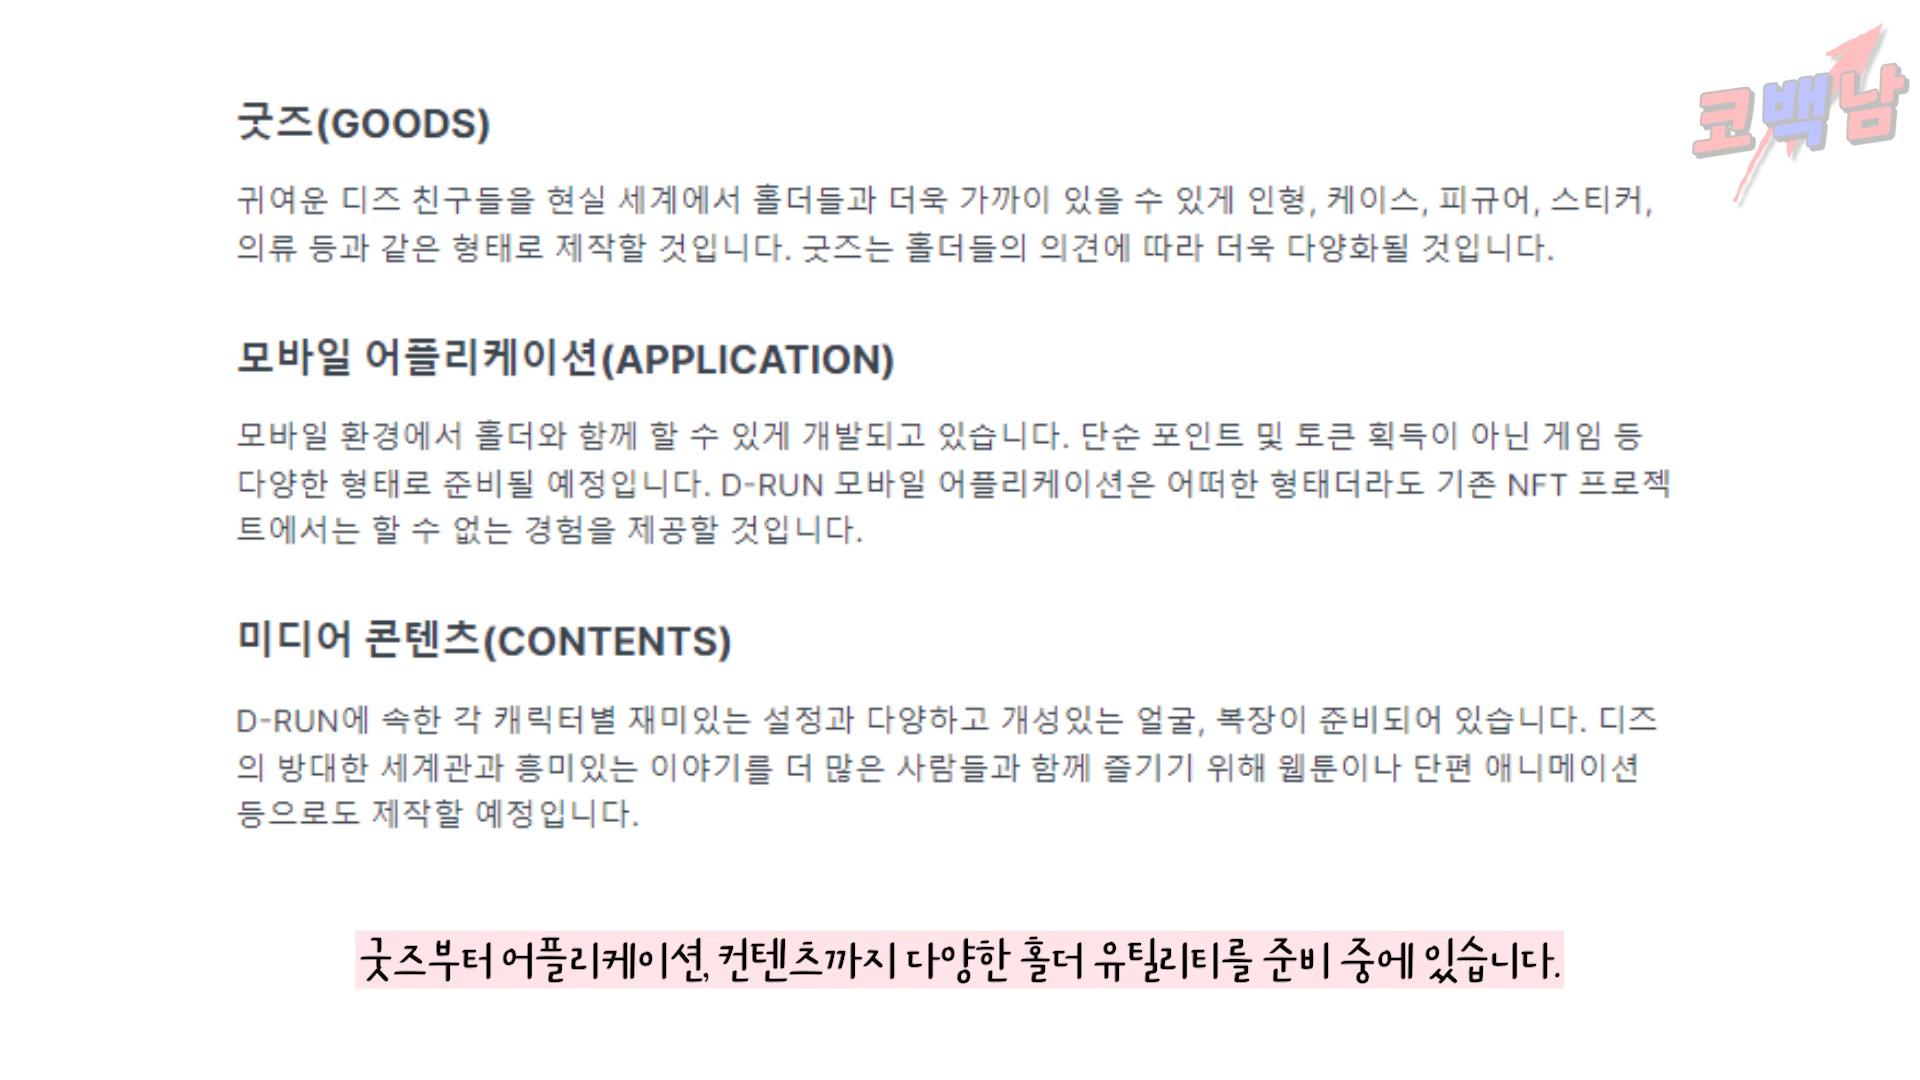 코백남
굿즈(GOODS)
귀여운 디즈 친구들을 현실 세계에서 홀더들과 더욱 가까이 있을 수 있게 인형, 케이스, 피규어, 스티커,
의류 등과 같은 형태로 제작할 것입니다. 굿즈는 홀더들의 의견에 따라 더욱 다양화될 것입니다.
모바일 어플리케이션(APPLICATION)
모바일 환경에서 홀더와 함께 할 수 있게 개발되고 있습니다. 단순 포인트 및 토큰 획득이 아닌 게임 등
다양한 형태로 준비될 예정입니다. D-RUN 모바일 어플리케이션은 어떠한 형태더라도 기존 NFT 프로젝
트에서는 할 수 없는 경험을 제공할 것입니다.
미디어 콘텐츠(CONTENTS)
D-RUN에 속한 각 캐릭터별 재미있는 설정과 다양하고 개성있는 얼굴, 복장이 준비되어 있습니다. 디즈
의 방대한 세계관과 흥미있는 이야기를 더 많은 사람들과 함께 즐기기 위해 웹툰이나 단편 애니메이션
등으로도 제작할 예정입니다.
굿즈부터 어플리케이션, 컨텐츠까지 다양한 홀더 유틸리티를 준비 중에 있습니다.